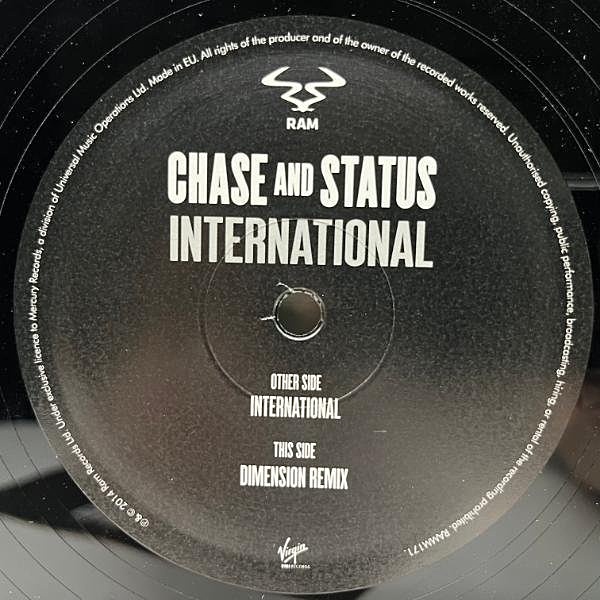 RAM
CHASE AND STATUS
INTERNATIONAL
OTHER SIDE
INTERNATIONAL
THIS SIDE
DIMENSION REMIX
Virgin
℗ & © 2014 Ram Records Ltd. Under exclusive licence to Mercury Records, a division of Universal Music Operations Ltd. Made in EU. All rights of the producer and of the owner of the recorded works reserved. Unauthorised copying, public performance, broadcasting, hiring, or rental of the recording prohibited. RAMM171.